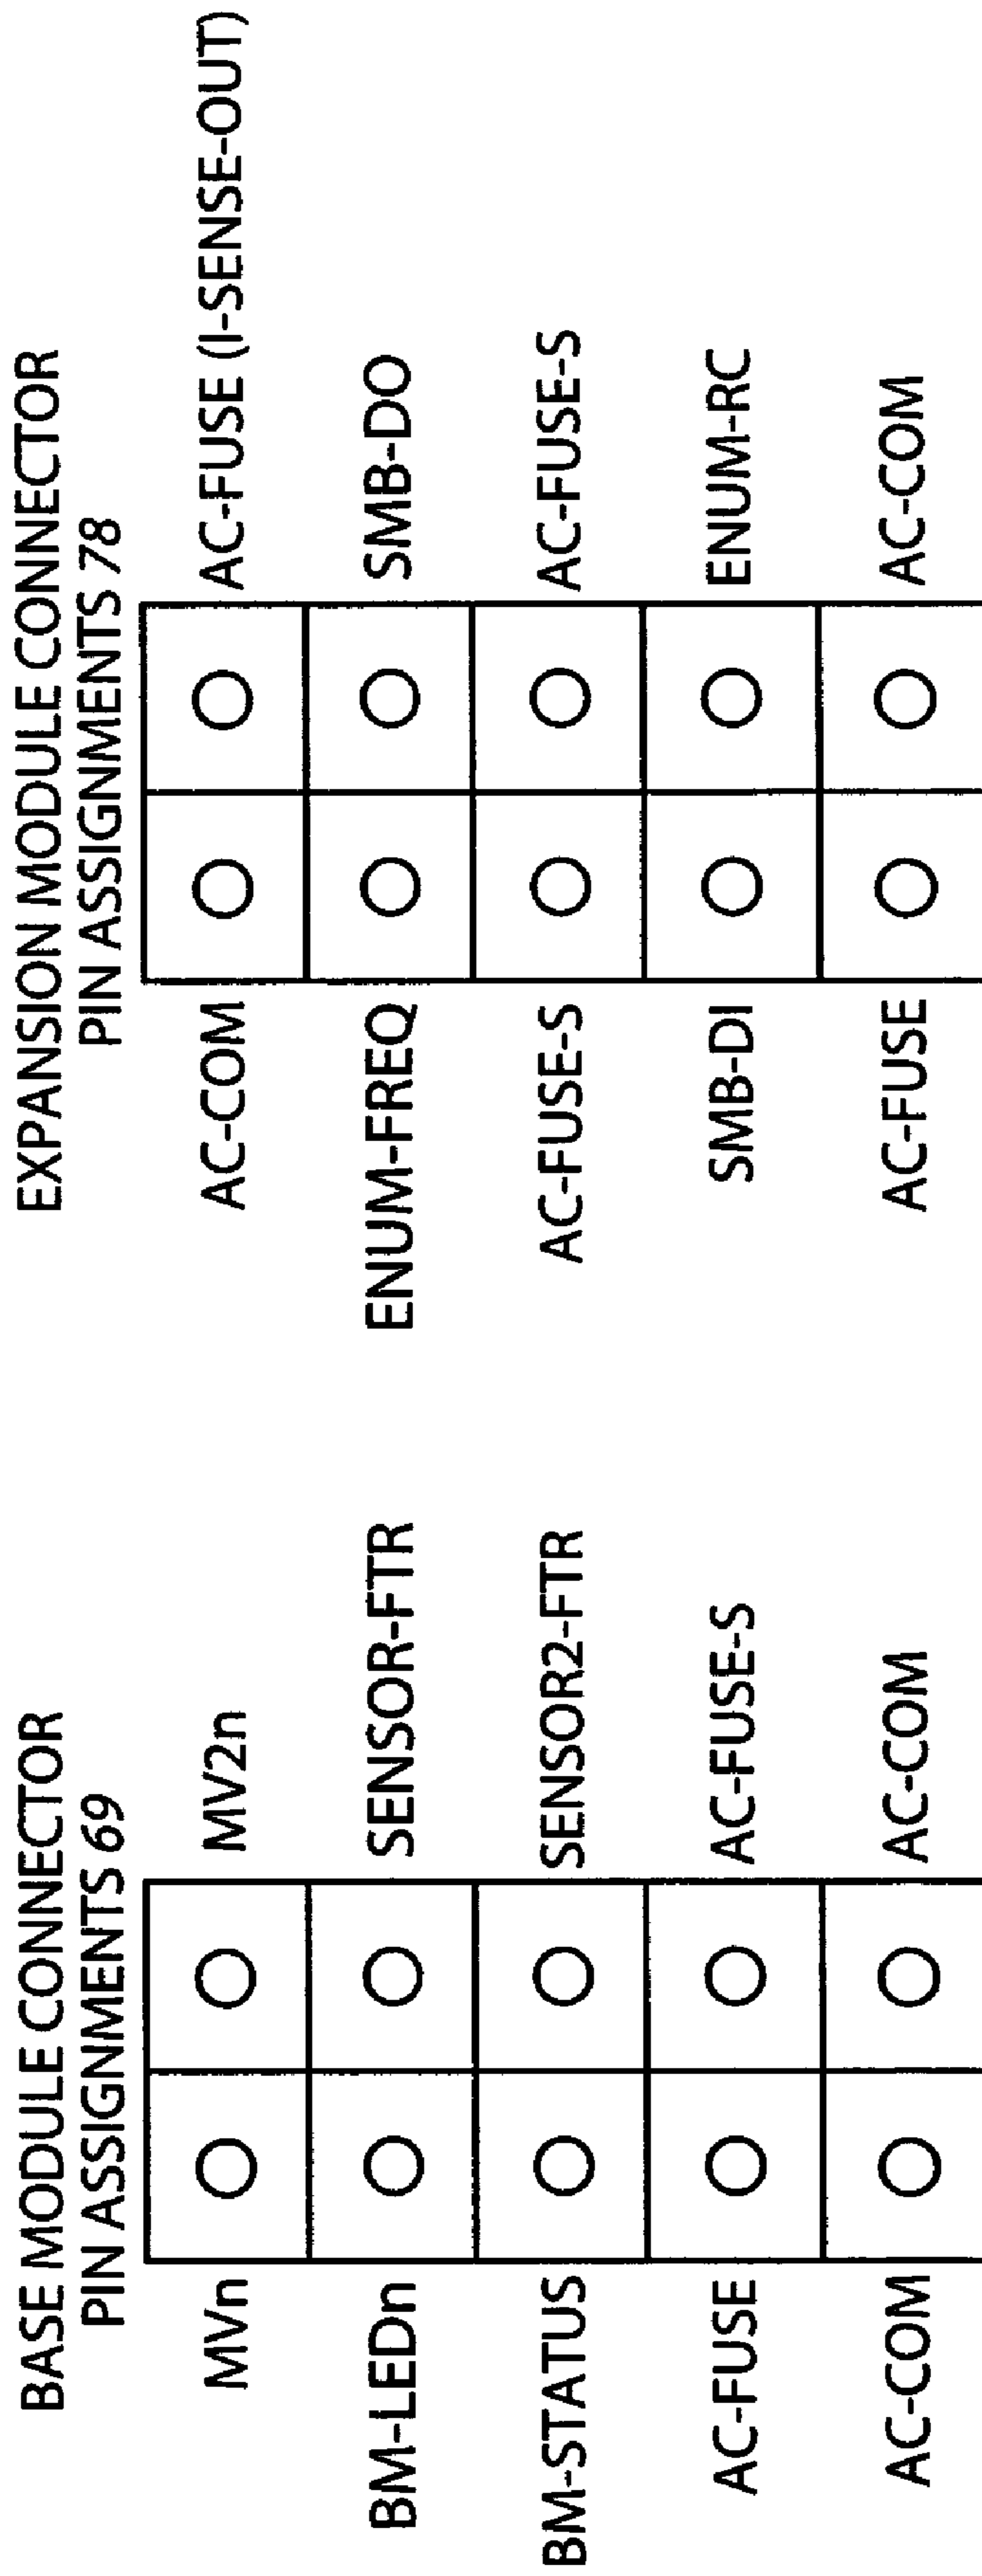 BASE MODULE CONNECTOR
PIN ASSIGNMENTS 69
MVn
MV2n
BM-LEDn
SENSOR-FTR
BM-STATUS
SENSOR2-FTR
AC-FUSE
AC-FUSE-S
AC-COM
AC-COM
EXPANSION MODULE CONNECTOR
PIN ASSIGNMENTS 78
AC-COM
AC-FUSE (I-SENSE-OUT)
ENUM-FREQ
SMB-DO
AC-FUSE-S
AC-FUSE-S
SMB-DI
ENUM-RC
AC-FUSE
AC-COM